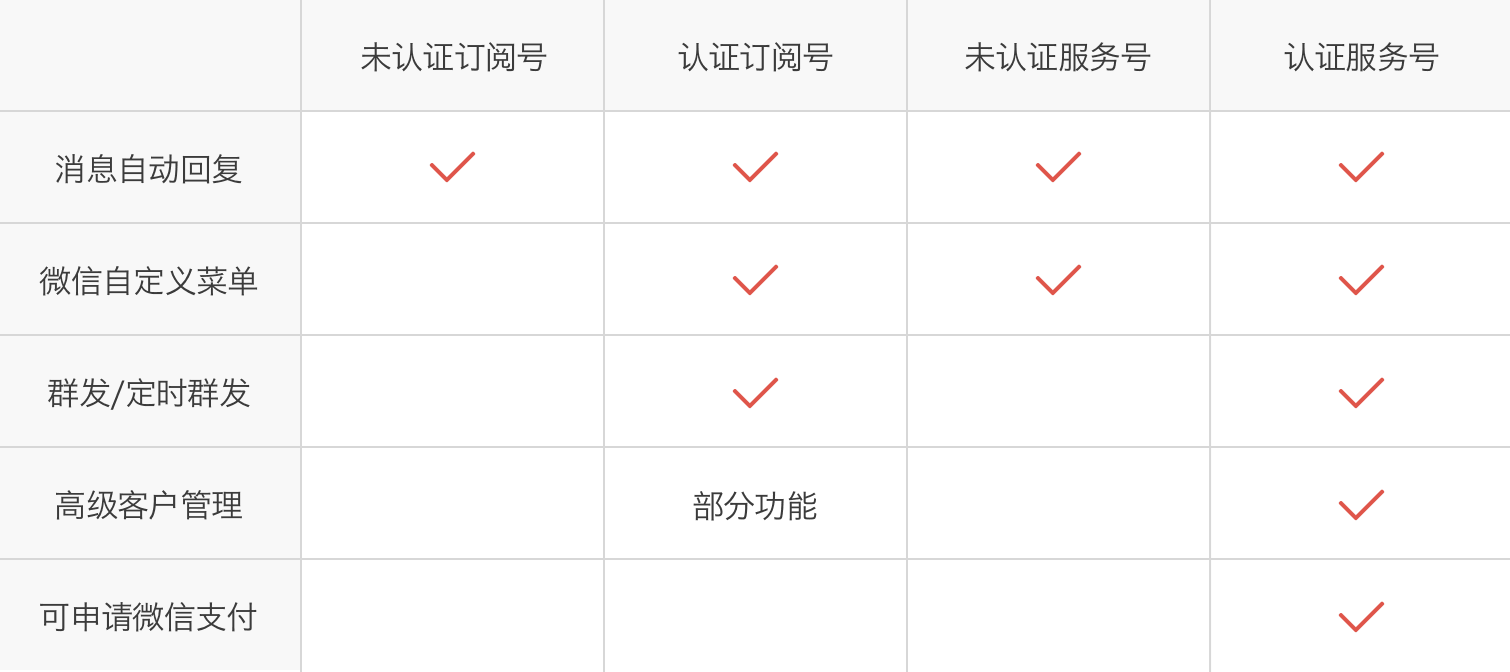 未认证订阅号 认证订阅号 未认证服务号 认证服务号
消息自动回复
微信自定义菜单
群发/定时群发
高级客户管理 部分功能
可申请微信支付